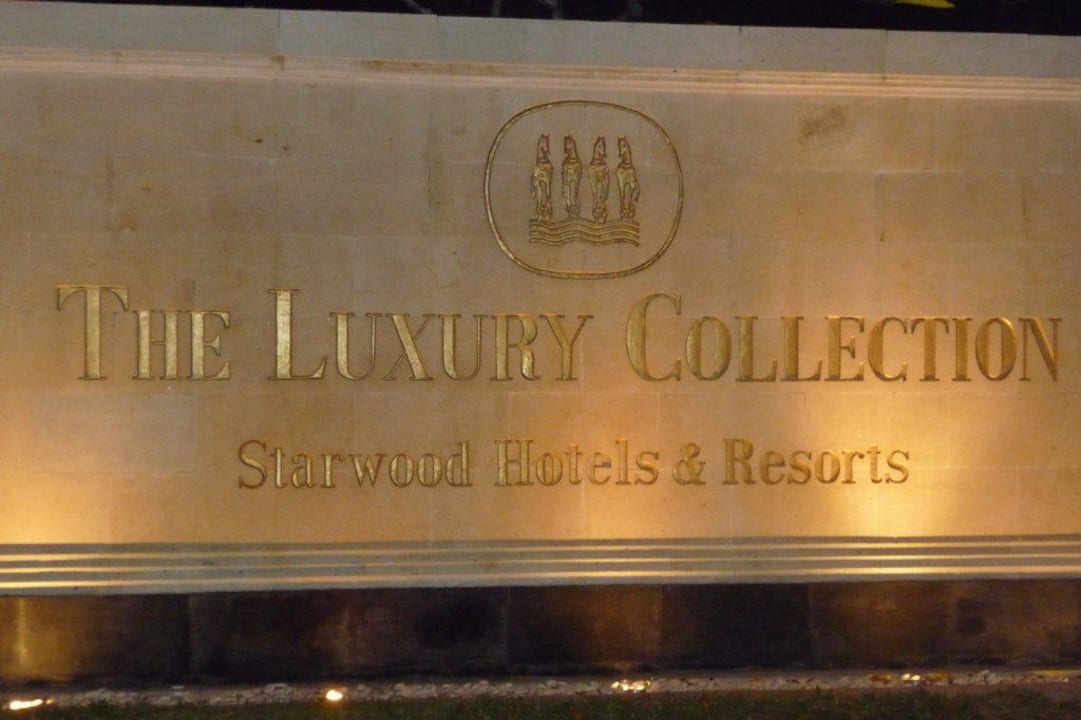 THE LUXURY COLLECTION
Starwood Hotels & Resorts